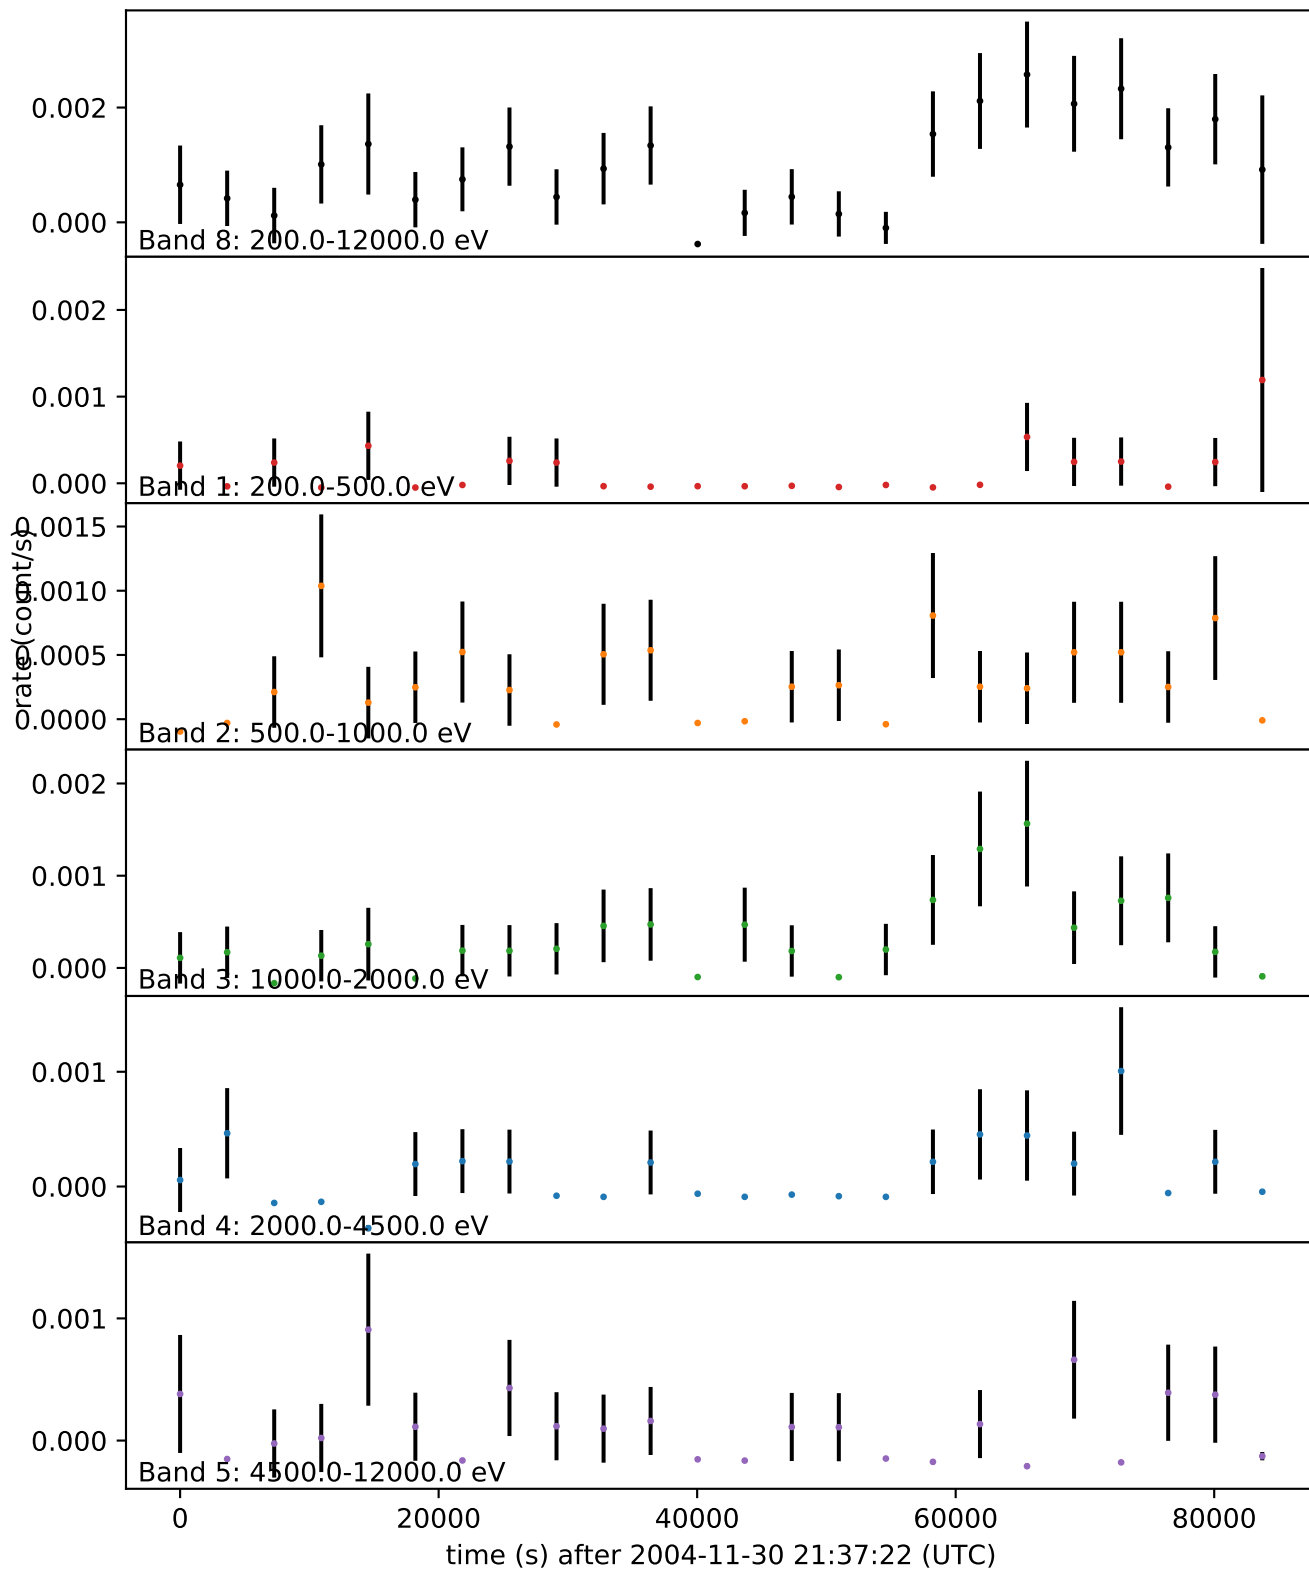 0.002
0.000
Band 8: 200.0-12000.0 eV
0.002
0.001
0.000
Band 1: 200.0-500.0 eV
orate (count/s)
0.0015
0.0010
0.0005
0.0000
Band 2: 500.0-1000.0 eV
0.002
0.001
0.000
Band 3: 1000.0-2000.0 eV
0.001
0.000
Band 4: 2000.0-4500.0 eV
0.001
0.000
Band 5: 4500.0-12000.0 eV
0 20000 40000 60000 80000
time (s) after 2004-11-30 21:37:22 (UTC)